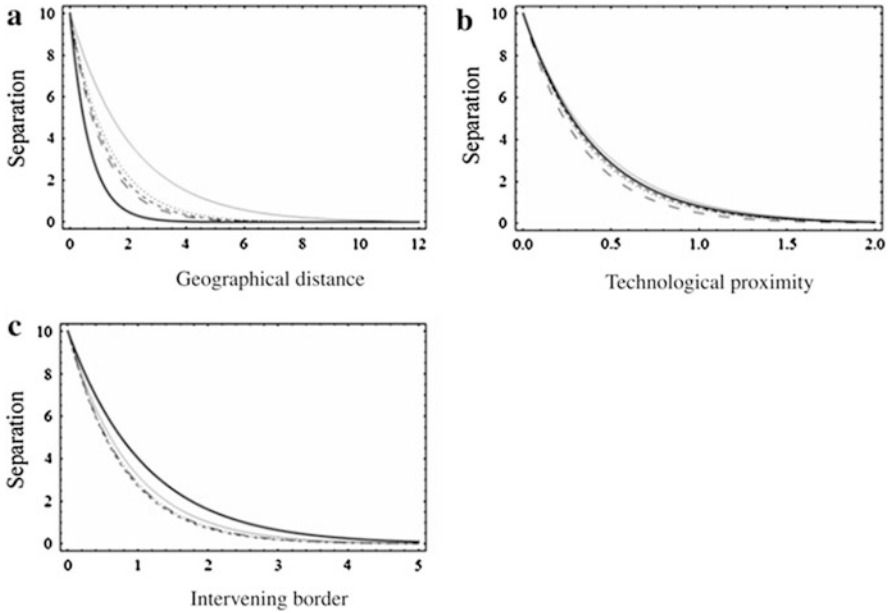 a
Separation
10
8
6
4
2
0
0 2 4 6 8 10 12
Geographical distance
b
Separation
10
8
6
4
2
0
0.0 0.5 1.0 1.5 2.0
Technological proximity
c
Separation
10
8
6
4
2
0
0 1 2 3 4 5
Intervening border